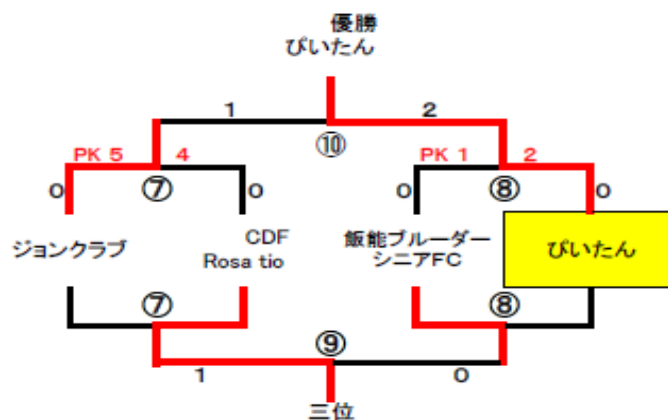 優勝
ぴいたん
1 2
⑩
PK 5 4 PK 1 2
0 ⑦ 0 0 ⑧ 0
ジョンクラブ
CDF
Rosa tio
飯能ブルーダー
シニアFC
ぴいたん
⑦ ⑧
⑨
1 0
三位